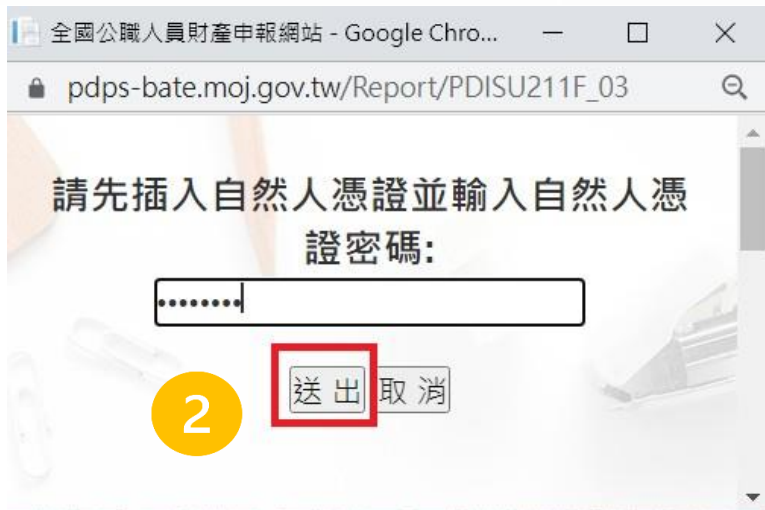 全國公職人員財產申報網站 - Google Chro...
pdps-bate.moj.gov.tw/Report/PDISU211F_03
請先插入自然人憑證並輸入自然人憑
證密碼:
••••••••
送出 取消
2